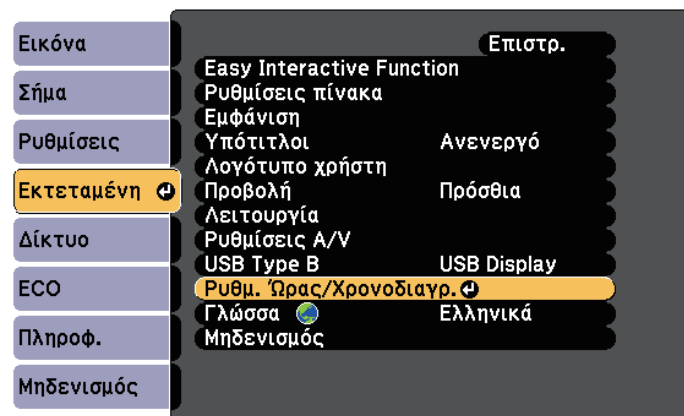 Εικόνα
Σήμα
Ρυθμίσεις
Εκτεταμένη
Δίκτυο
ECO
Πληροφ.
Μηδενισμός
Επιστρ.
Easy Interactive Function
Ρυθμίσεις πίνακα
Εμφάνιση
Υπότιτλοι Ανενεργό
Λογότυπο χρήστη
Προβολή Πρόσθια
Λειτουργία
Ρυθμίσεις A/V
USB Type B USB Display
Ρυθμ. Ώρας/Χρονοδιαγρ.
Γλώσσα Ελληνικά
Μηδενισμός